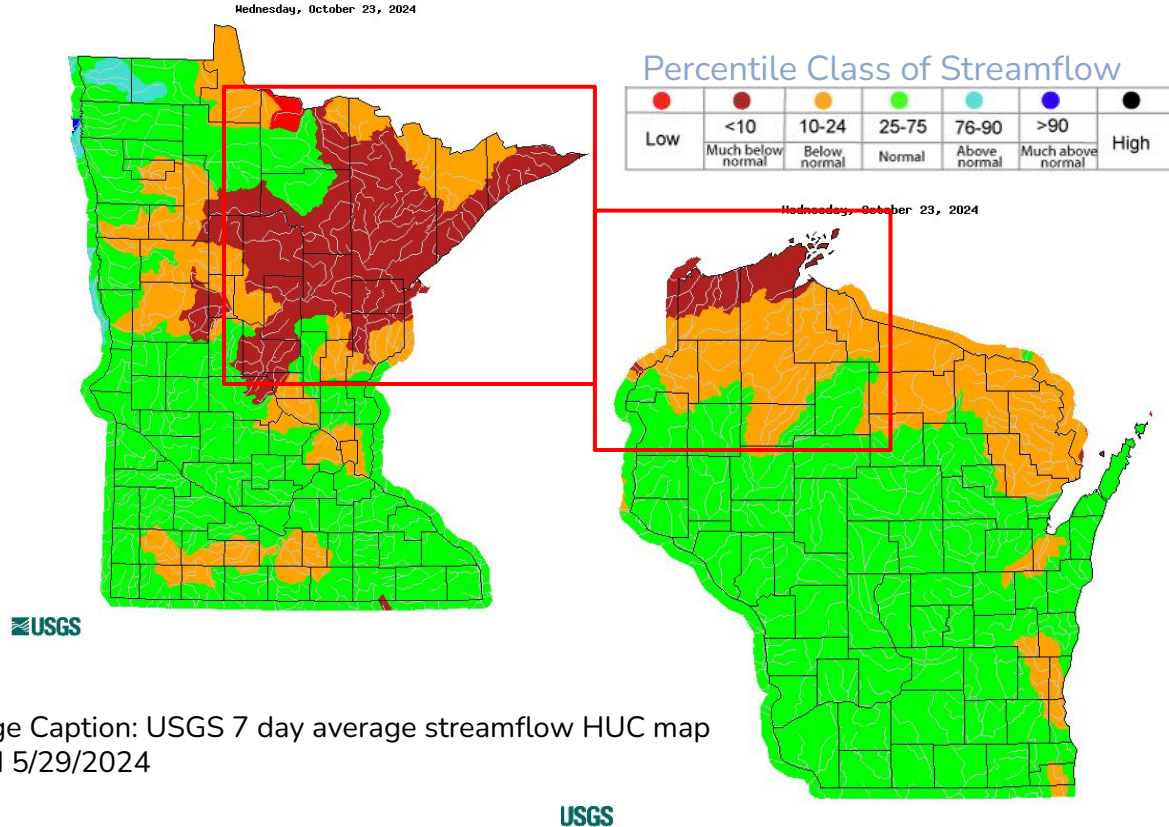 Wednesday, October 23, 2024
Percentile Class of Streamflow
Low
<10
10-24
25-75
76-90
>90
High
Much below
normal
Below
normal
Normal
Above
normal
Much above
normal
Wednesday, October 23, 2024
USGS
ge Caption: USGS 7 day average streamflow HUC map
5/29/2024
USGS